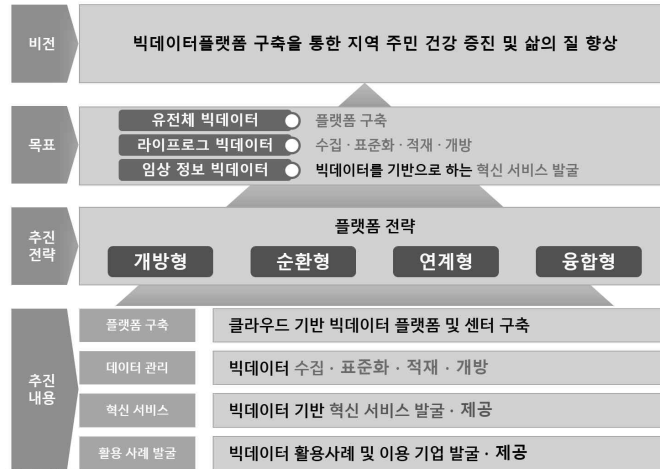 비전
빅데이터플랫폼 구축을 통한 지역 주민 건강 증진 및 삶의 질 향상
목표
유전체 빅데이터 플랫폼 구축
라이프로그 빅데이터 수집 · 표준화 · 적재 · 개방
임상 정보 빅데이터 빅데이터를 기반으로 하는 혁신 서비스 발굴
추진
전략
플랫폼 전략
개방형 순환형 연계형 융합형
추진
내용
플랫폼 구축 클라우드 기반 빅데이터 플랫폼 및 센터 구축
데이터 관리 빅데이터 수집 · 표준화 · 적재 · 개방
혁신 서비스 빅데이터 기반 혁신 서비스 발굴 · 제공
활용 사례 발굴 빅데이터 활용사례 및 이용 기업 발굴 · 제공